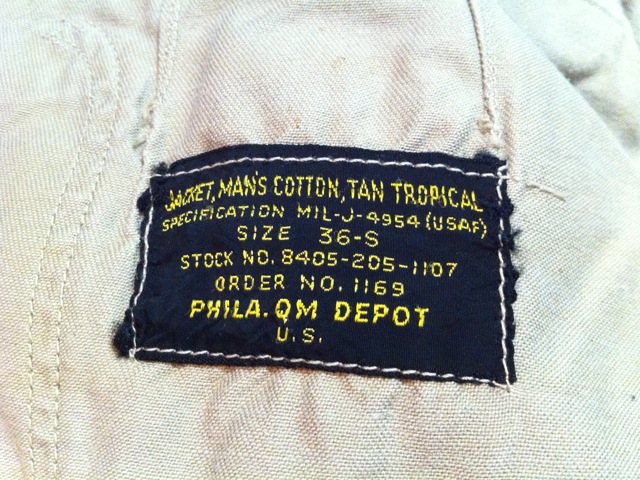 JACKET, MAN'S COTTON, TAN TROPICAL
SPECIFICATION MIL-J-4954 (USAF)
SIZE 36-S
STOCK NO. 8405-205-1107
ORDER NO. 1169
PHILA. QM DEPOT
U.S.